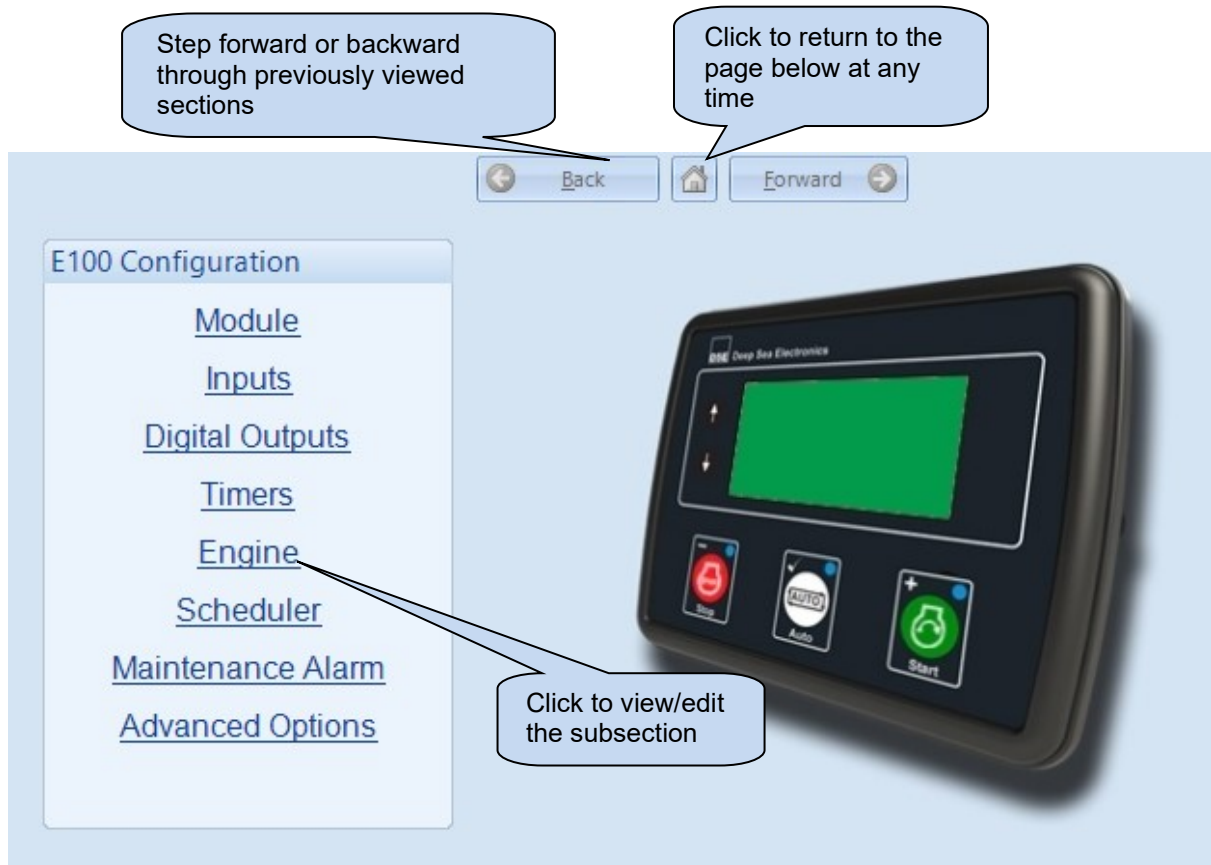 Step forward or backward
through previously viewed
sections
Click to return to the
page below at any
time
Back
Forward
E100 Configuration
Module
Inputs
Digital Outputs
Timers
Engine
Scheduler
Maintenance Alarm
Advanced Options
Click to view/edit
the subsection
DSE Deep Sea Electronics
Stop
AUTO
Auto
Start